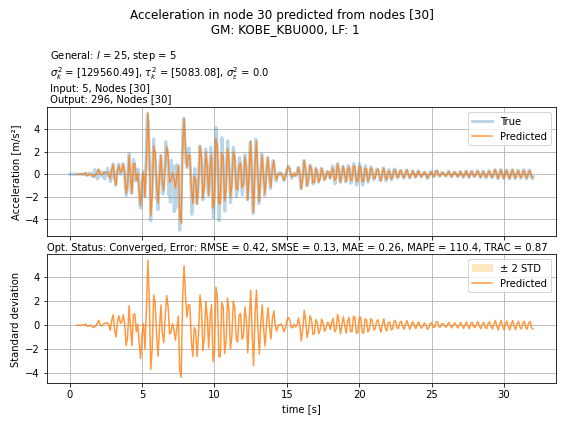 Acceleration in node 30 predicted from nodes [30]
GM: KOBE_KBU000, LF: 1
General: l = 25, step = 5
σ²ₖ = [129560.49], τ²ₖ = [5083.08], σ²ε = 0.0
Input: 5, Nodes [30]
Output: 296, Nodes [30]
Acceleration [m/s²]
4
2
0
−2
−4
True
Predicted
Opt. Status: Converged, Error: RMSE = 0.42, SMSE = 0.13, MAE = 0.26, MAPE = 110.4, TRAC = 0.87
Standard deviation
4
2
0
−2
−4
± 2 STD
Predicted
0 5 10 15 20 25 30
time [s]